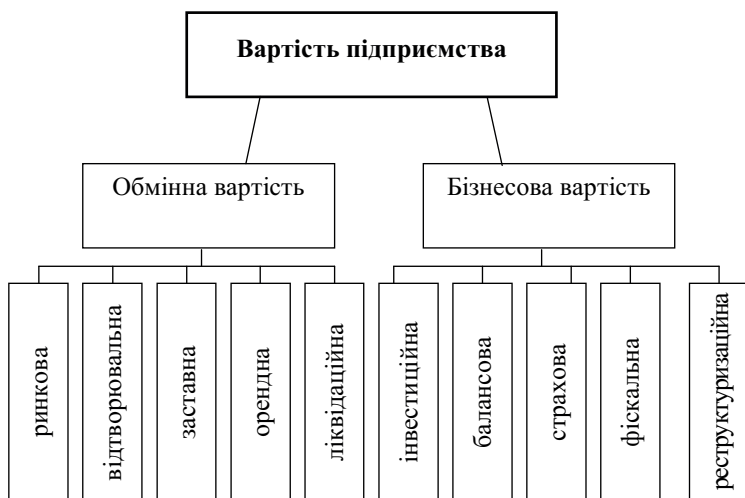 Вартість підприємства
Обмінна вартість
Бізнесова вартість
ринкова
відтворювальна
заставна
орендна
ліквідаційна
інвестиційна
балансова
страхова
фіскальна
реструктуризаційна